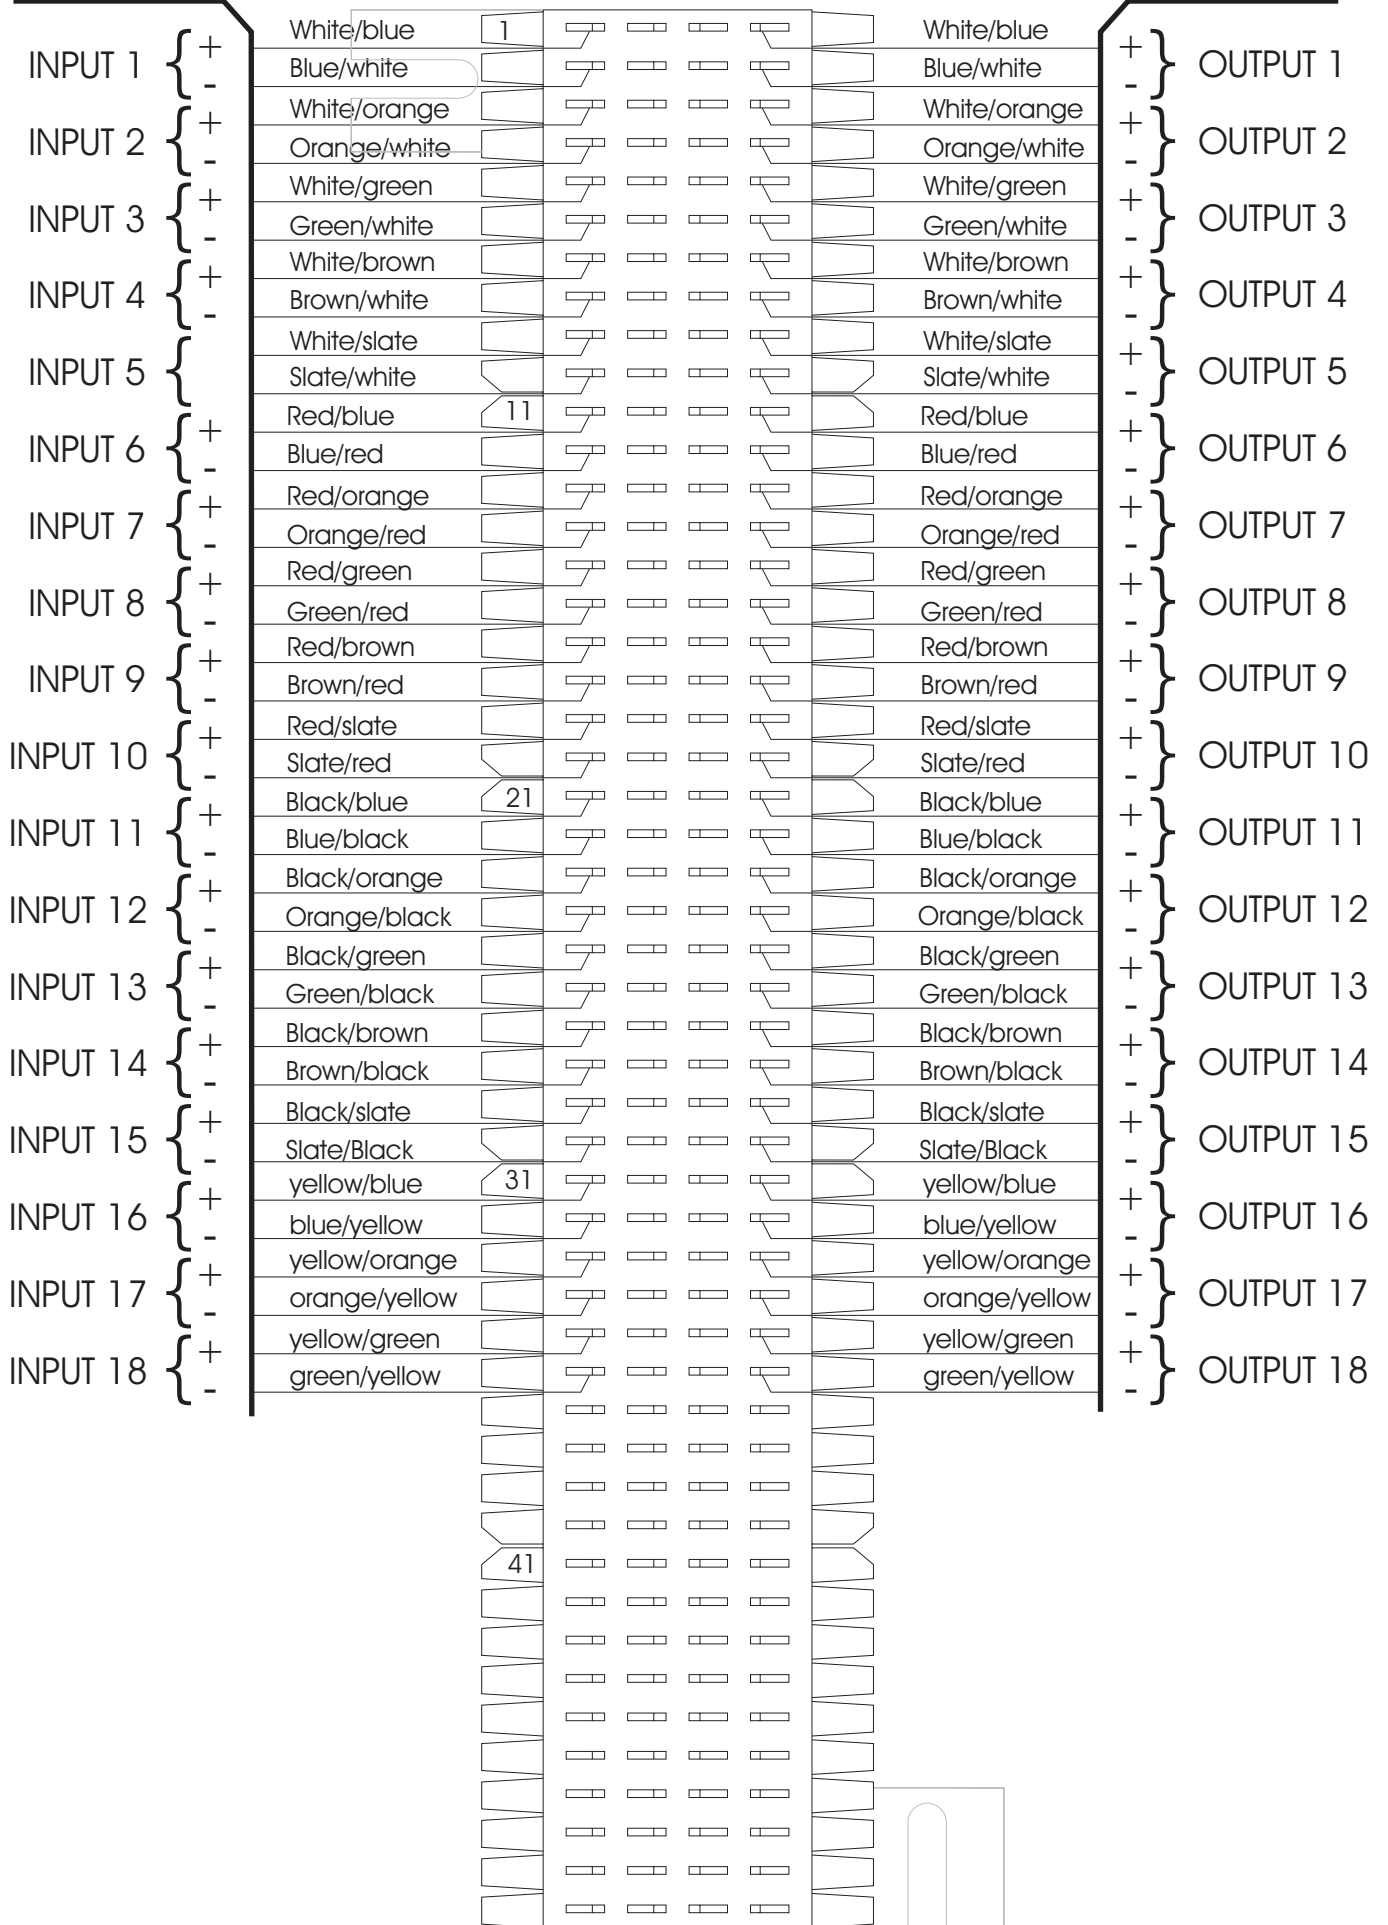 White/blue 1 White/blue
INPUT 1 { + - Blue/white Blue/white + - } OUTPUT 1
White/orange White/orange
INPUT 2 { + - Orange/white Orange/white + - } OUTPUT 2
White/green White/green
INPUT 3 { + - Green/white Green/white + - } OUTPUT 3
White/brown White/brown
INPUT 4 { + - Brown/white Brown/white + - } OUTPUT 4
White/slate White/slate
INPUT 5 { Slate/white Slate/white + - } OUTPUT 5
Red/blue 11 Red/blue
INPUT 6 { + - Blue/red Blue/red + - } OUTPUT 6
Red/orange Red/orange
INPUT 7 { + - Orange/red Orange/red + - } OUTPUT 7
Red/green Red/green
INPUT 8 { + - Green/red Green/red + - } OUTPUT 8
Red/brown Red/brown
INPUT 9 { + - Brown/red Brown/red + - } OUTPUT 9
Red/slate Red/slate
INPUT 10 { + - Slate/red Slate/red + - } OUTPUT 10
Black/blue 21 Black/blue
INPUT 11 { + - Blue/black Blue/black + - } OUTPUT 11
Black/orange Black/orange
INPUT 12 { + - Orange/black Orange/black + - } OUTPUT 12
Black/green Black/green
INPUT 13 { + - Green/black Green/black + - } OUTPUT 13
Black/brown Black/brown
INPUT 14 { + - Brown/black Brown/black + - } OUTPUT 14
Black/slate Black/slate
INPUT 15 { + - Slate/Black Slate/Black + - } OUTPUT 15
yellow/blue 31 yellow/blue
INPUT 16 { + - blue/yellow blue/yellow + - } OUTPUT 16
yellow/orange yellow/orange
INPUT 17 { + - orange/yellow orange/yellow + - } OUTPUT 17
yellow/green yellow/green
INPUT 18 { + - green/yellow green/yellow + - } OUTPUT 18
41